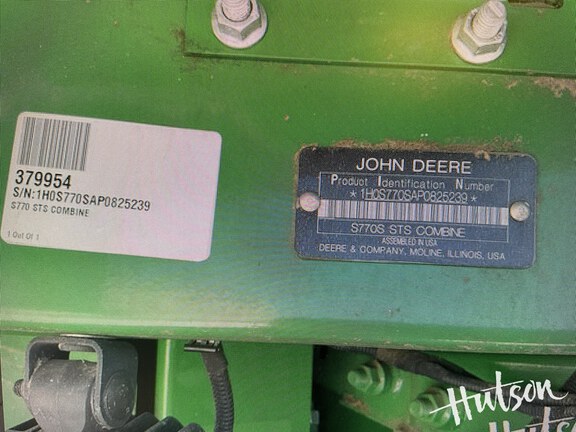 379954
S/N:1H0S770SAP0825239
S770 STS COMBINE
1 Out Of 1
JOHN DEERE
Product Identification Number
*1H0S770SAP0825239*
S770S STS COMBINE
ASSEMBLED IN USA
DEERE & COMPANY, MOLINE, ILLINOIS, USA
Hutson
Hutson